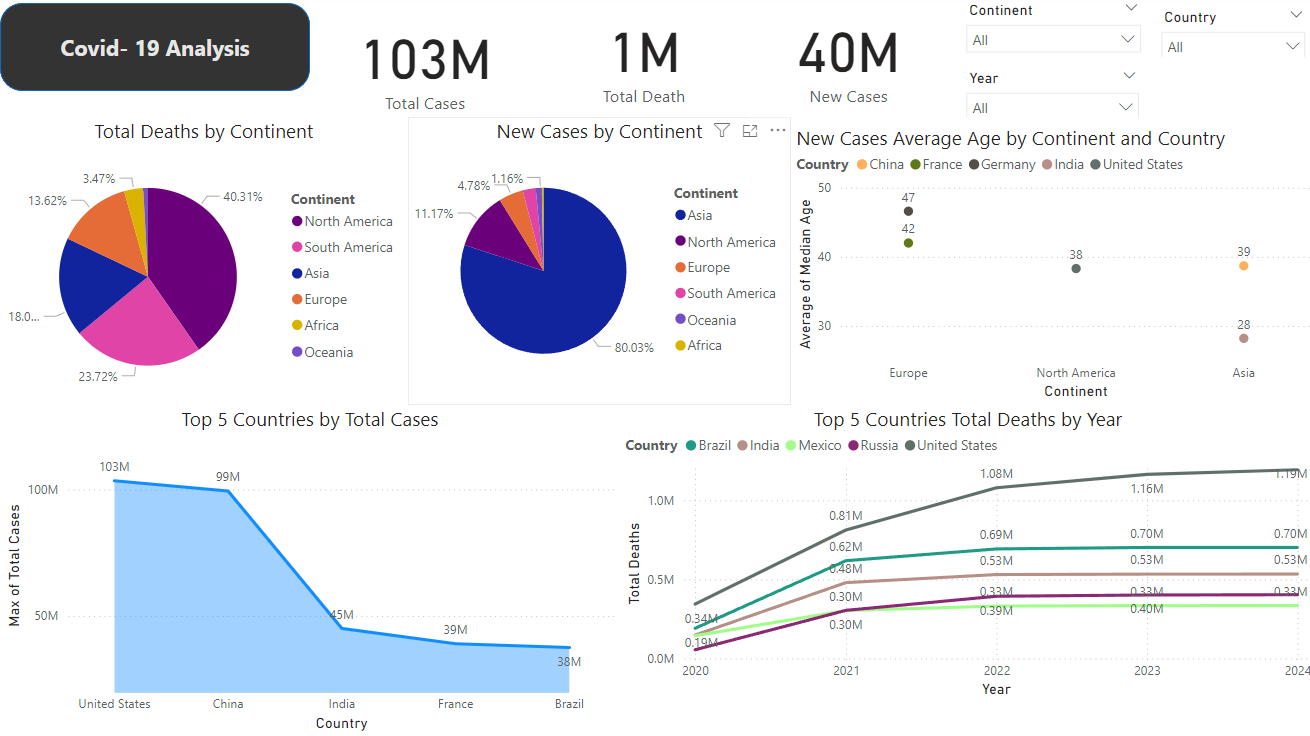 Covid- 19 Analysis
103M
Total Cases
1M
Total Death
40M
New Cases
Continent
All
Country
All
Year
All
Total Deaths by Continent
3.47%
13.62%
40.31%
18.0...
23.72%
Continent
North America
South America
Asia
Europe
Africa
Oceania
New Cases by Continent
1.16%
4.78%
11.17%
80.03%
Continent
Asia
North America
Europe
South America
Oceania
Africa
New Cases Average Age by Continent and Country
Country China France Germany India United States
Average of Median Age
50
40
30
47
42
38
39
28
Europe North America Asia
Continent
Top 5 Countries by Total Cases
Max of Total Cases
100M
50M
103M
99M
45M
39M
38M
United States China India France Brazil
Country
Top 5 Countries Total Deaths by Year
Country Brazil India Mexico Russia United States
Total Deaths
1.0M
0.5M
0.0M
0.34M
0.19M
0.81M
0.62M
0.48M
0.30M
0.30M
1.08M
0.69M
0.53M
0.33M
0.39M
1.16M
0.70M
0.53M
0.33M
0.40M
1.19M
0.70M
0.53M
0.33M
2020 2021 2022 2023 2024
Year